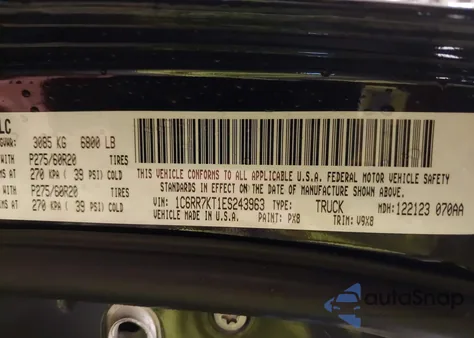 LC
GVWR: 3085 KG 6800 LB
WITH P275/60R20 TIRES
TS AT 270 KPA ( 39 PSI) COLD
WITH P275/60R20 TIRES
TS AT 270 KPA ( 39 PSI) COLD
THIS VEHICLE CONFORMS TO ALL APPLICABLE U.S.A. FEDERAL MOTOR VEHICLE SAFETY
STANDARDS IN EFFECT ON THE DATE OF MANUFACTURE SHOWN ABOVE.
VIN: 1C6RR7KT1ES243963 TYPE: TRUCK MDH: 122123 070AA
MADE IN U.S.A. PAINT: PX8 TRIM: V9X8
autoSnap